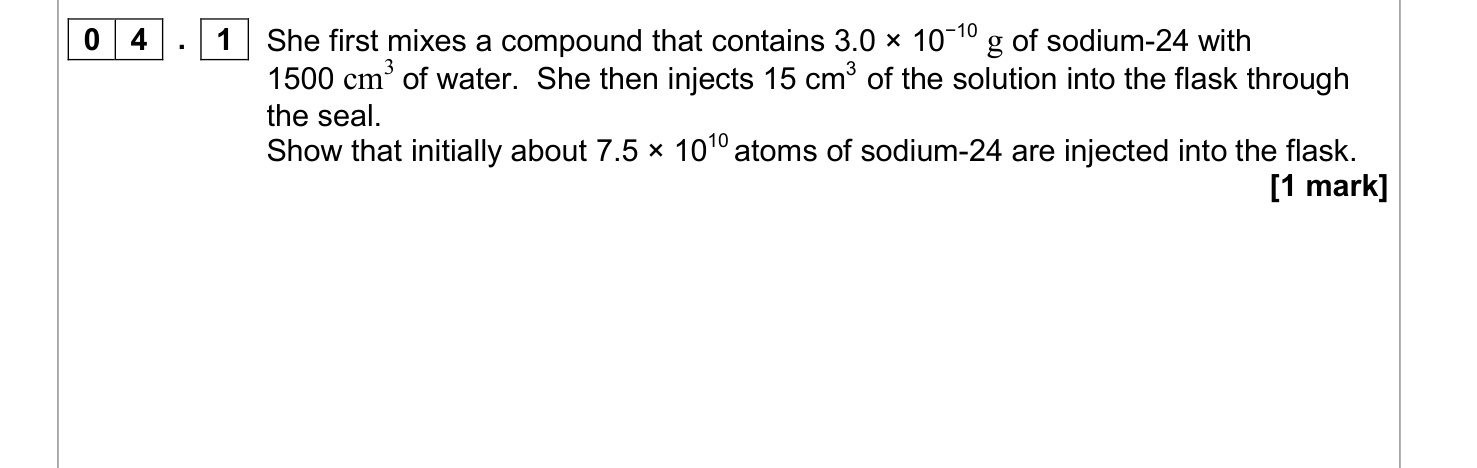 0 4 . 1 She first mixes a compound that contains 3.0 × 10⁻¹⁰ g of sodium-24 with
1500 cm³ of water. She then injects 15 cm³ of the solution into the flask through
the seal.
Show that initially about 7.5 × 10¹⁰ atoms of sodium-24 are injected into the flask.
[1 mark]